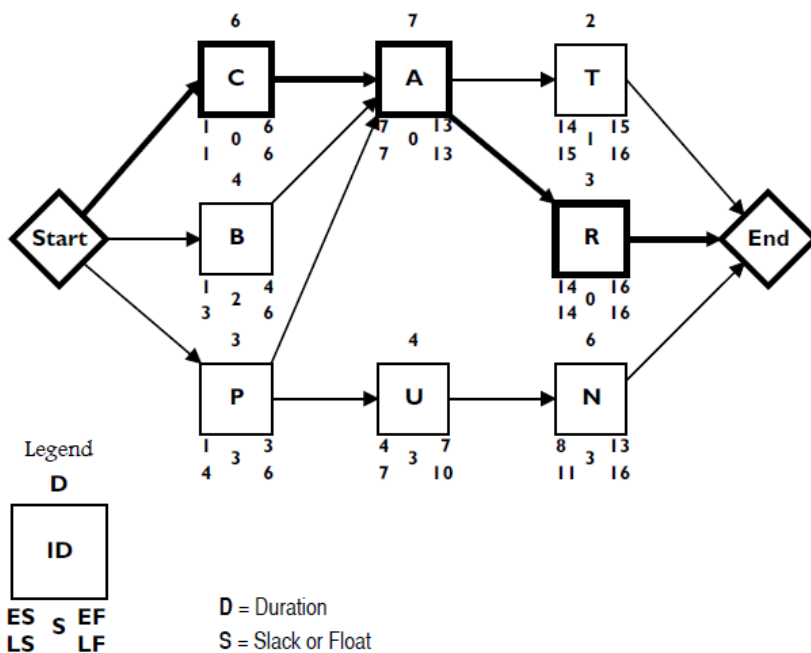 6 7 2
C A T
1 6 7 13 14 15
0 0 1
1 6 7 13 15 16
4 3
Start B R End
1 4 14 16
2 0
3 6 14 16
3 4 6
P U N
1 3 4 7 8 13
3 3 3
4 6 7 10 11 16
Legend
D
ID
ES EF
S
LS LF
D = Duration
S = Slack or Float